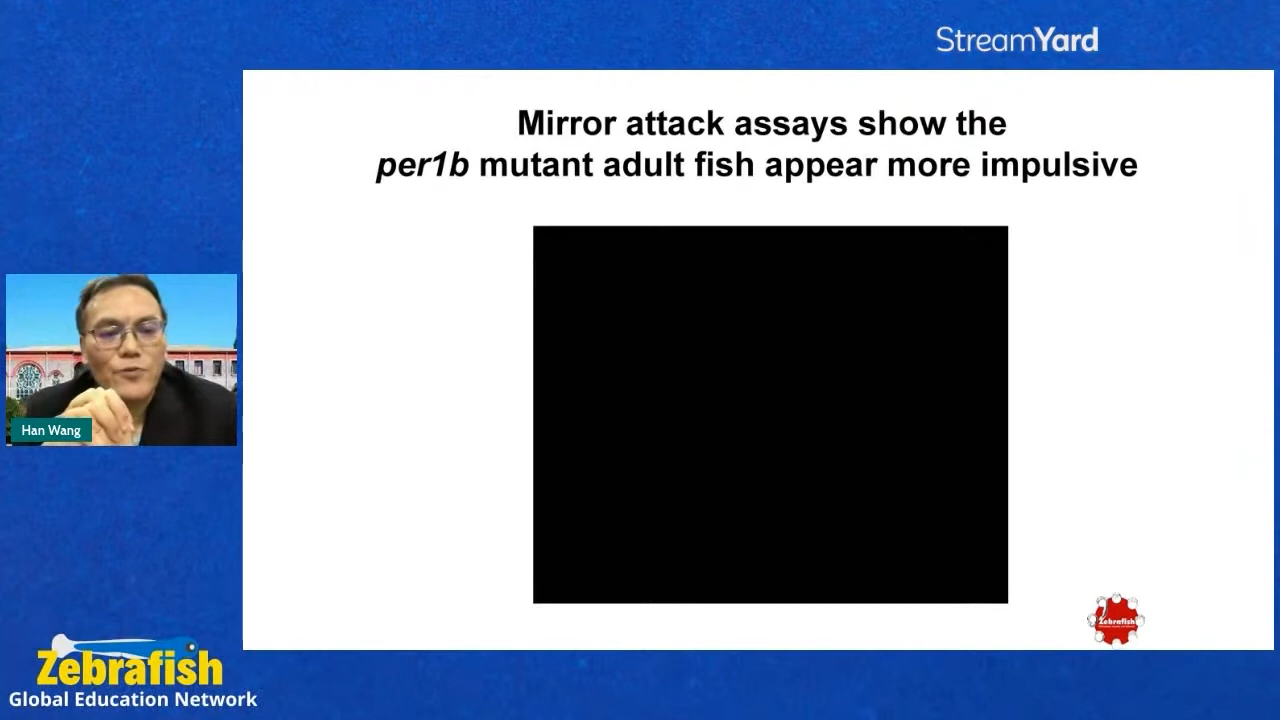 StreamYard
Mirror attack assays show the
per1b mutant adult fish appear more impulsive
Han Wang
Zebrafish
Zebrafish
Global Education Network